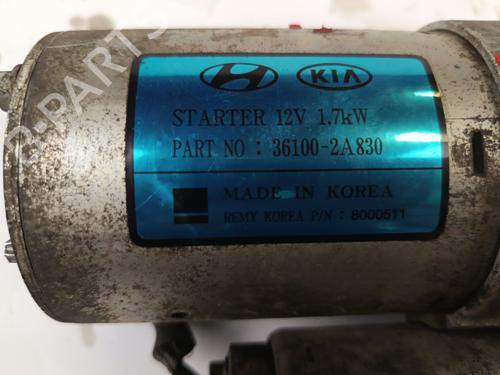 KIA
STARTER 12V 1.7kW
PART NO : 36100-2A830
MADE IN KOREA
REMY KOREA P/N : 8000511